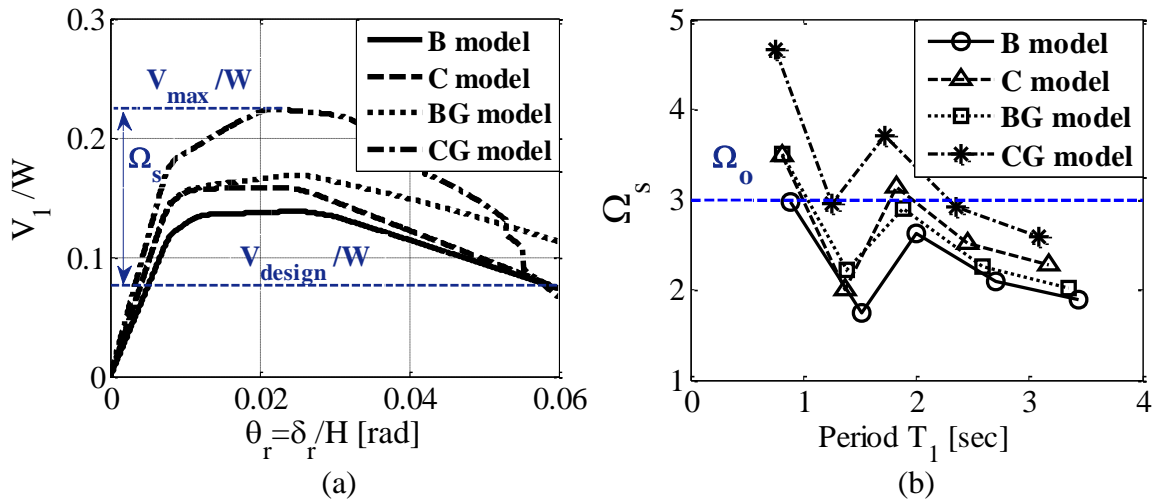 0.3
0.2
0.1
0
V_1/W
B model
C model
BG model
CG model
V_max/W
Ω_s
V_design/W
0 0.02 0.04 0.06
θ_r=δ_r/H [rad]
(a)
5
4
3
2
1
Ω_s
B model
C model
BG model
CG model
Ω_o
0 1 2 3 4
Period T_1 [sec]
(b)